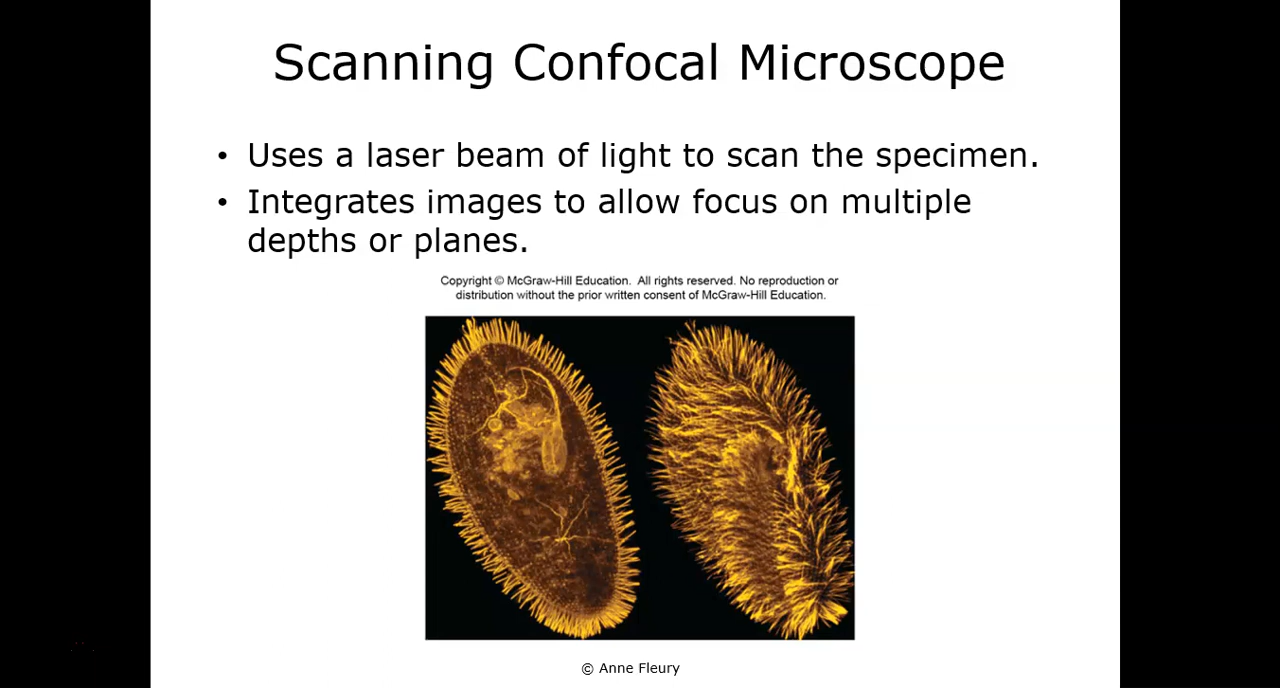 Scanning Confocal Microscope
• Uses a laser beam of light to scan the specimen.
• Integrates images to allow focus on multiple
depths or planes.
Copyright © McGraw-Hill Education. All rights reserved. No reproduction or
distribution without the prior written consent of McGraw-Hill Education.
© Anne Fleury